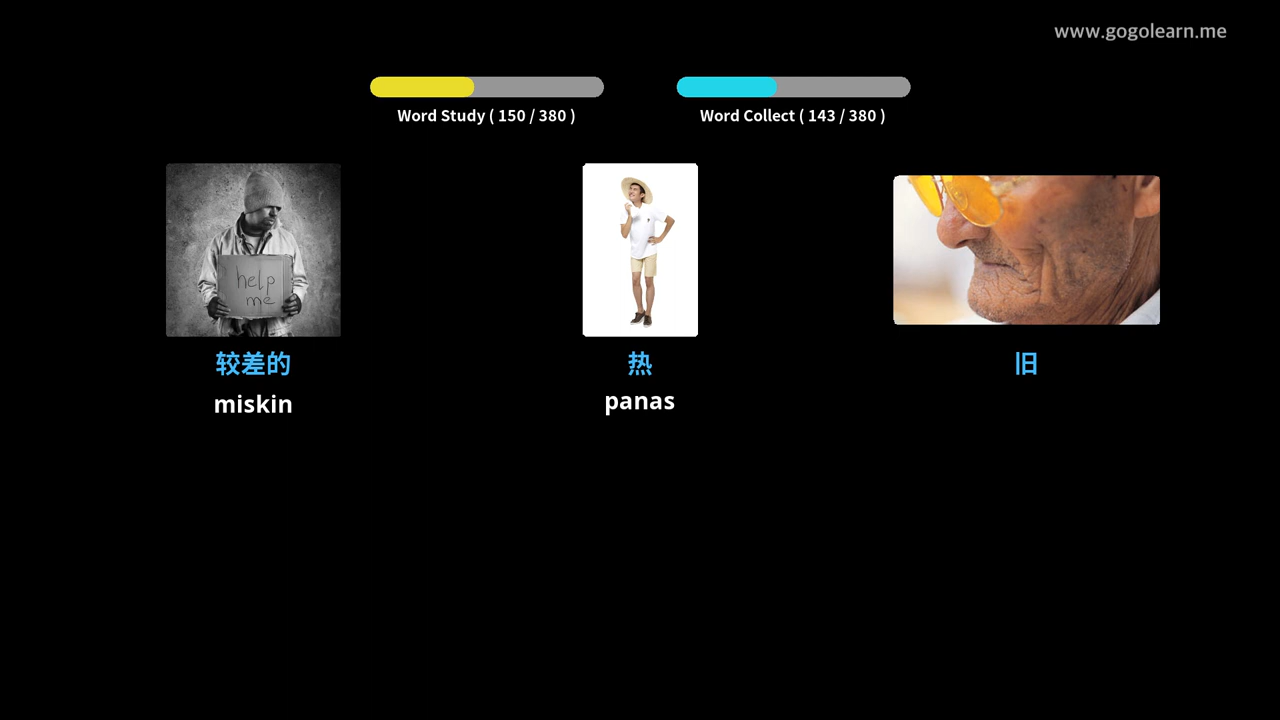 www.gogolearn.me
Word Study ( 150 / 380 )
Word Collect ( 143 / 380 )
help
me
较差的
热
旧
miskin
panas